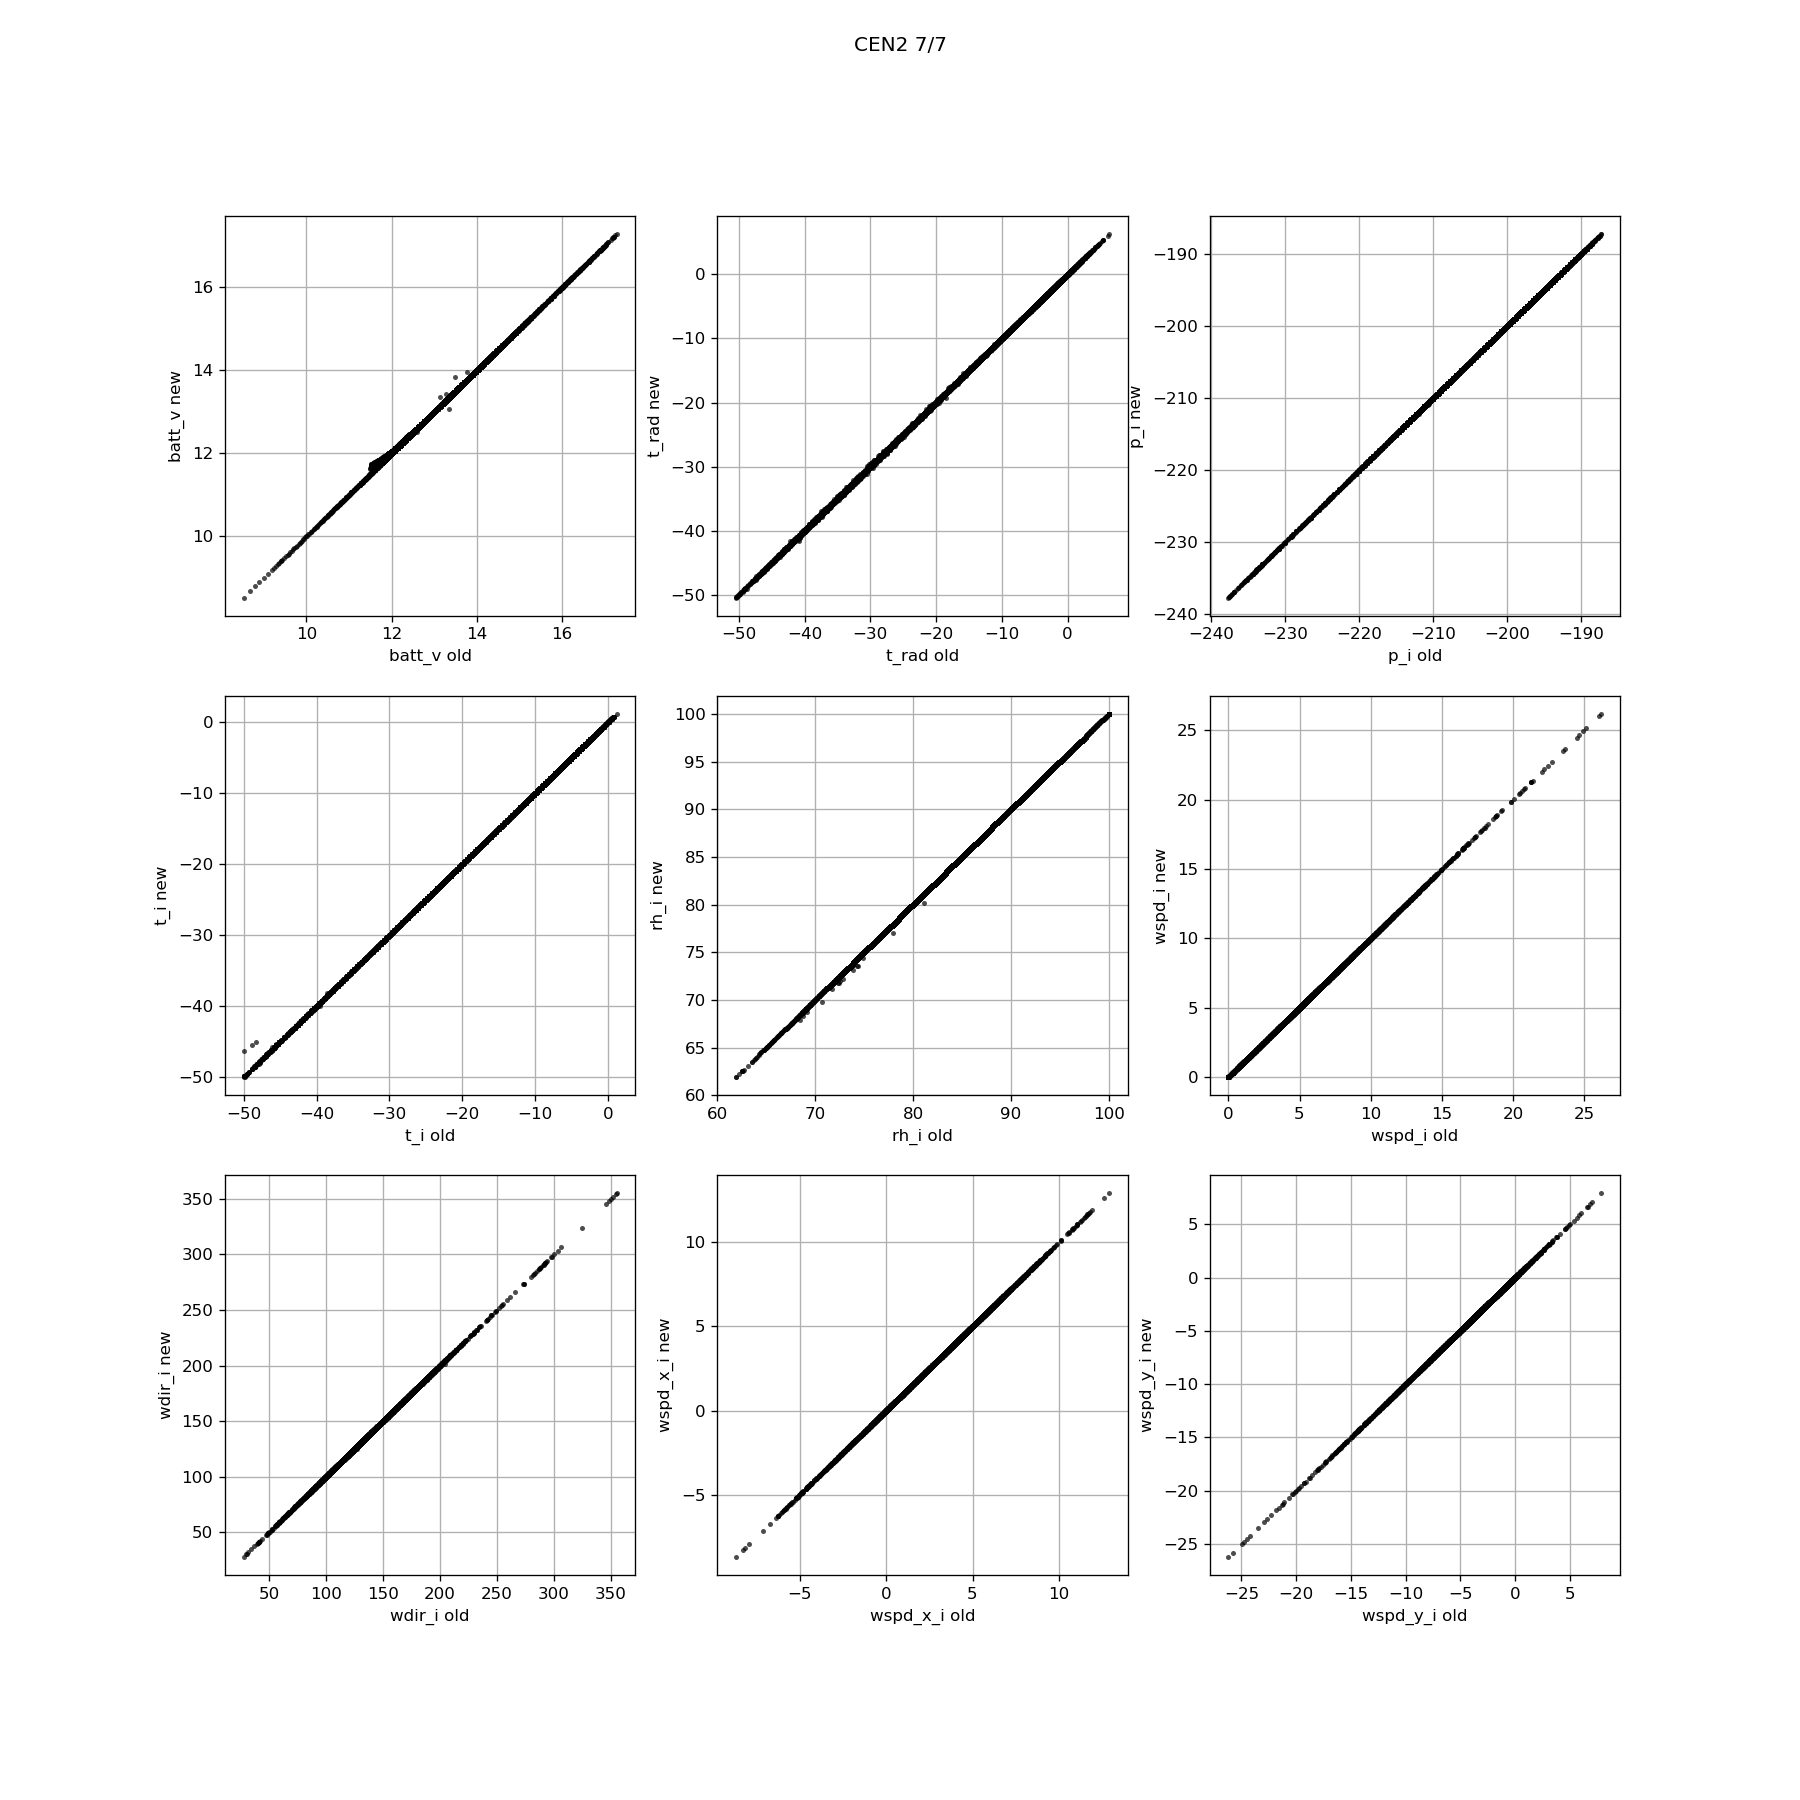 CEN2 7/7
batt_v new
16
14
12
10
10 12 14 16
batt_v old
t_rad new
0
−10
−20
−30
−40
−50
−50 −40 −30 −20 −10 0
t_rad old
p_i new
−190
−200
−210
−220
−230
−240
−240 −230 −220 −210 −200 −190
p_i old
t_i new
0
−10
−20
−30
−40
−50
−50 −40 −30 −20 −10 0
t_i old
rh_i new
100
95
90
85
80
75
70
65
60
60 70 80 90 100
rh_i old
wspd_i new
25
20
15
10
5
0
0 5 10 15 20 25
wspd_i old
wdir_i new
350
300
250
200
150
100
50
50 100 150 200 250 300 350
wdir_i old
wspd_x_i new
10
5
0
−5
−5 0 5 10
wspd_x_i old
wspd_y_i new
5
0
−5
−10
−15
−20
−25
−25 −20 −15 −10 −5 0 5
wspd_y_i old